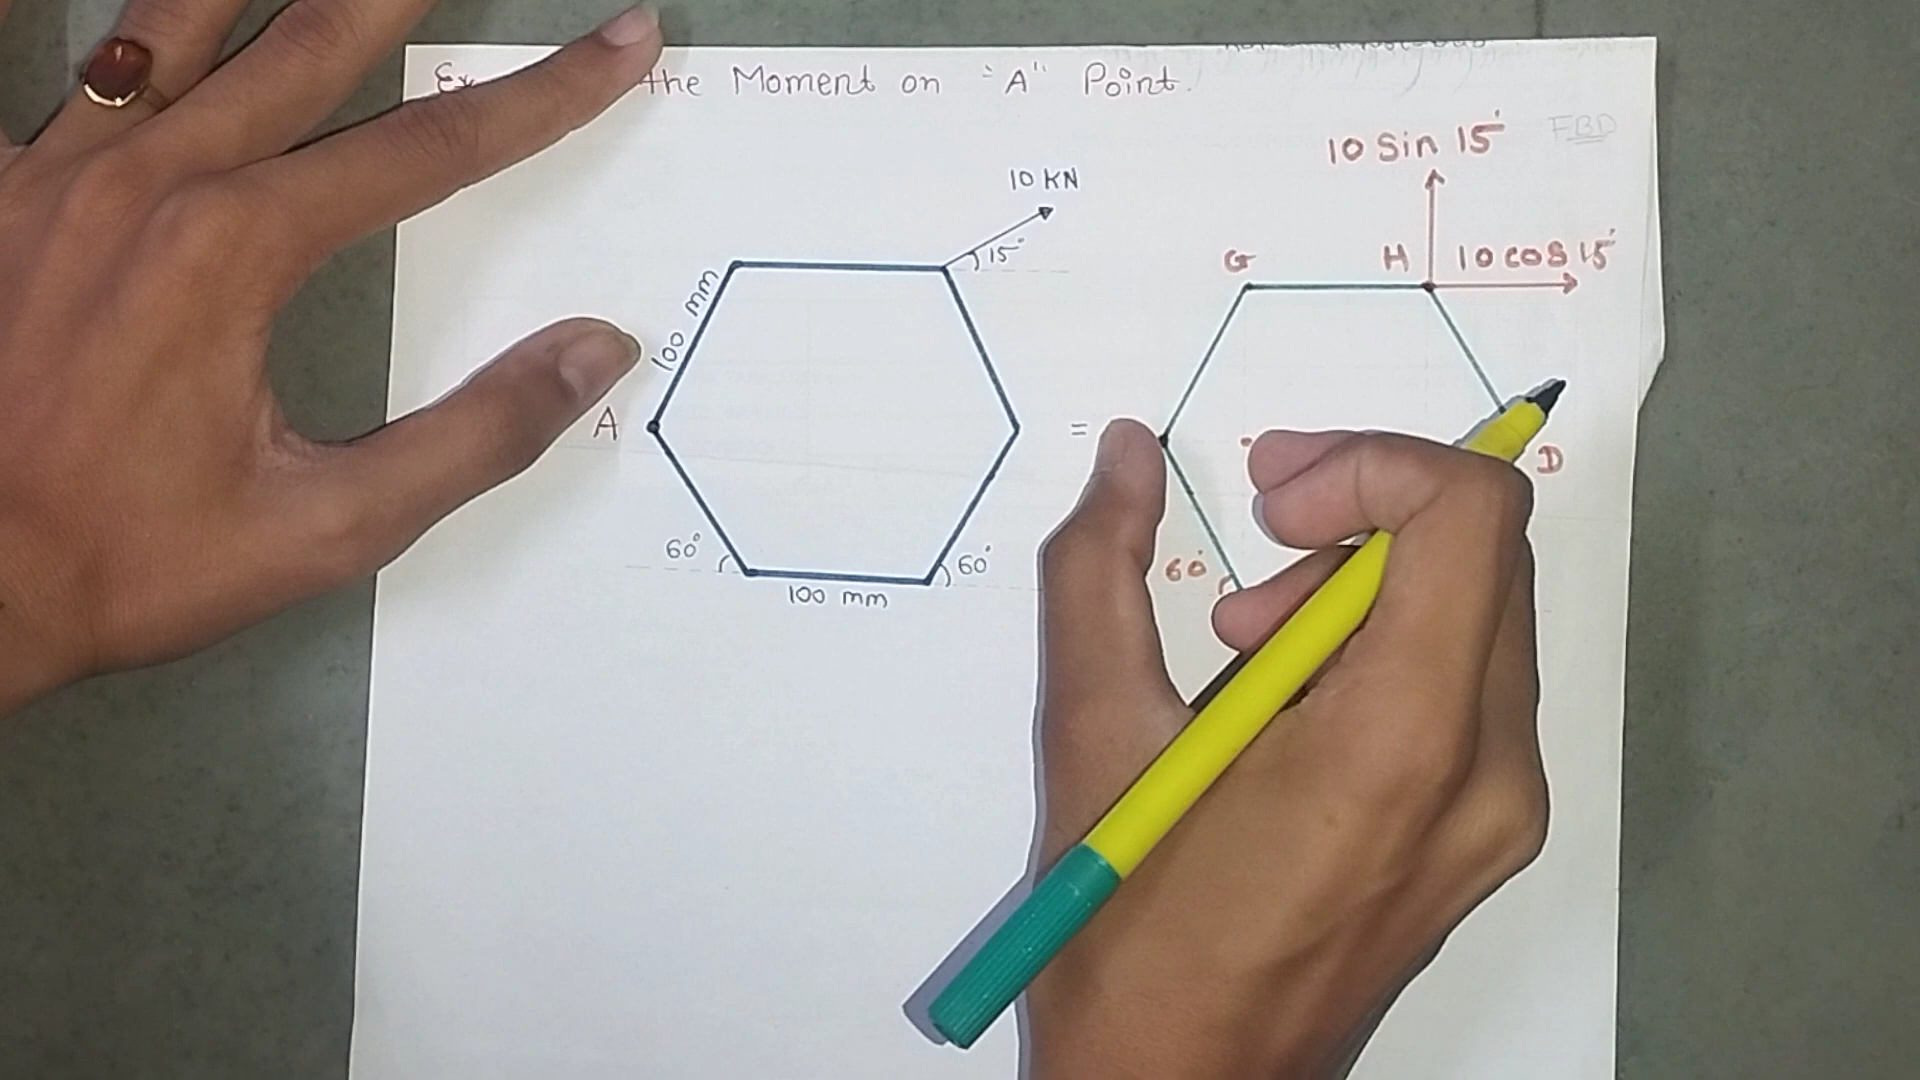 the Moment on "A" Point.
FBD
10 Sin 15°
10 KN
15°
G H 10 cos 15°
100 mm
A
=
D
60° 60° 60°
100 mm